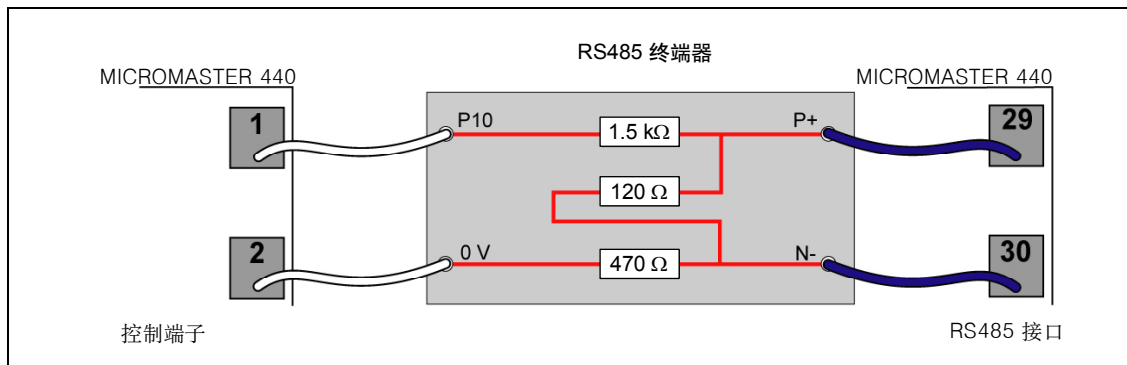 RS485 终端器
MICROMASTER 440
MICROMASTER 440
1
P10
1.5 kΩ
P+
29
120 Ω
2
0 V
470 Ω
N-
30
控制端子
RS485 接口